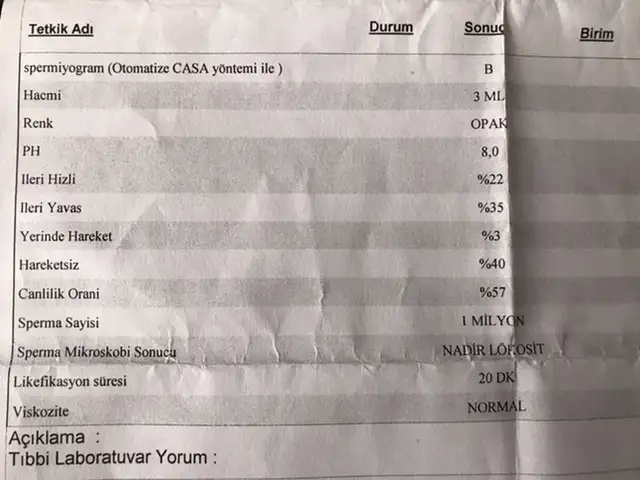 Tetkik Adı Durum Sonuc Birim
spermiyogram (Otomatize CASA yöntemi ile ) B
Hacmi 3 ML
Renk OPAK
PH 8,0
Ileri Hizli %22
Ileri Yavas %35
Yerinde Hareket %3
Hareketsiz %40
Canlilik Orani %57
Sperma Sayisi 1 MİLYON
Sperma Mikroskobi Sonucu NADİR LÖKOSİT
Likefikasyon süresi 20 DK
Viskozite NORMAL
Açıklama :
Tıbbi Laboratuvar Yorum :